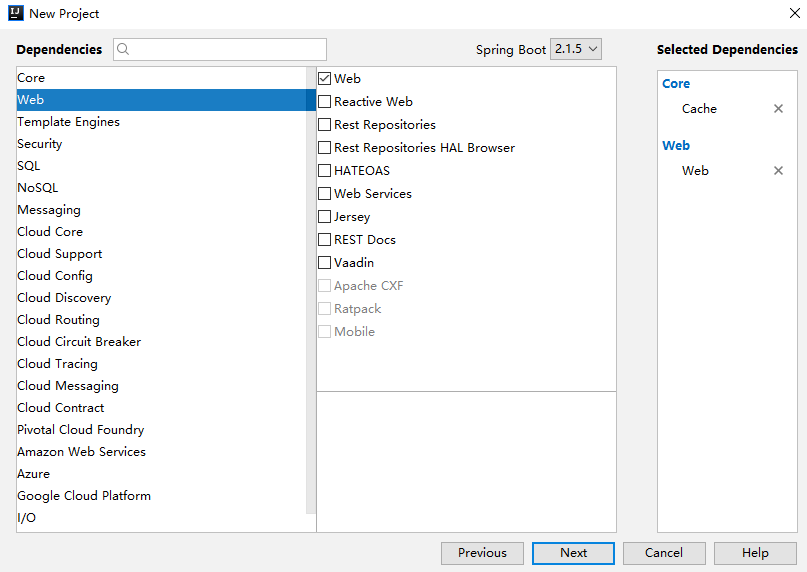 IJ New Project
Dependencies
Spring Boot 2.1.5
Selected Dependencies
Core
Web
Template Engines
Security
SQL
NoSQL
Messaging
Cloud Core
Cloud Support
Cloud Config
Cloud Discovery
Cloud Routing
Cloud Circuit Breaker
Cloud Tracing
Cloud Messaging
Cloud Contract
Pivotal Cloud Foundry
Amazon Web Services
Azure
Google Cloud Platform
I/O
Web
Reactive Web
Rest Repositories
Rest Repositories HAL Browser
HATEOAS
Web Services
Jersey
REST Docs
Vaadin
Apache CXF
Ratpack
Mobile
Core
Cache
Web
Web
Previous Next Cancel Help